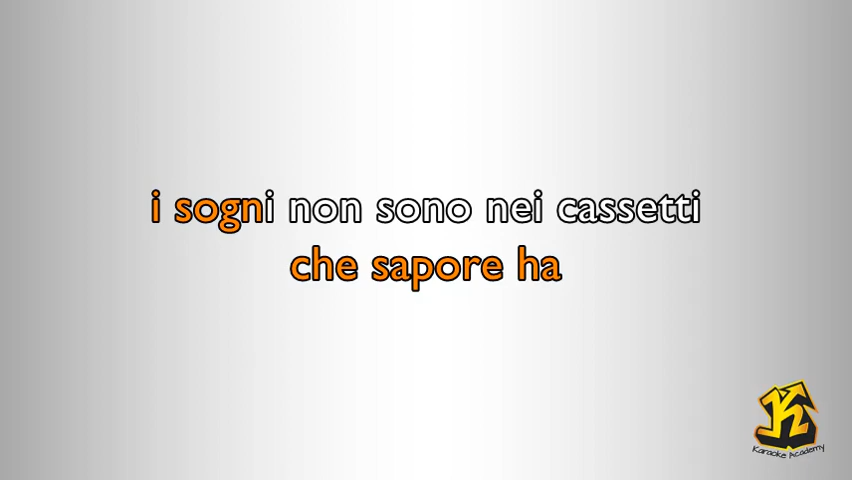 i sogni non sono nei cassetti
che sapore ha
K
Karaoke Academy